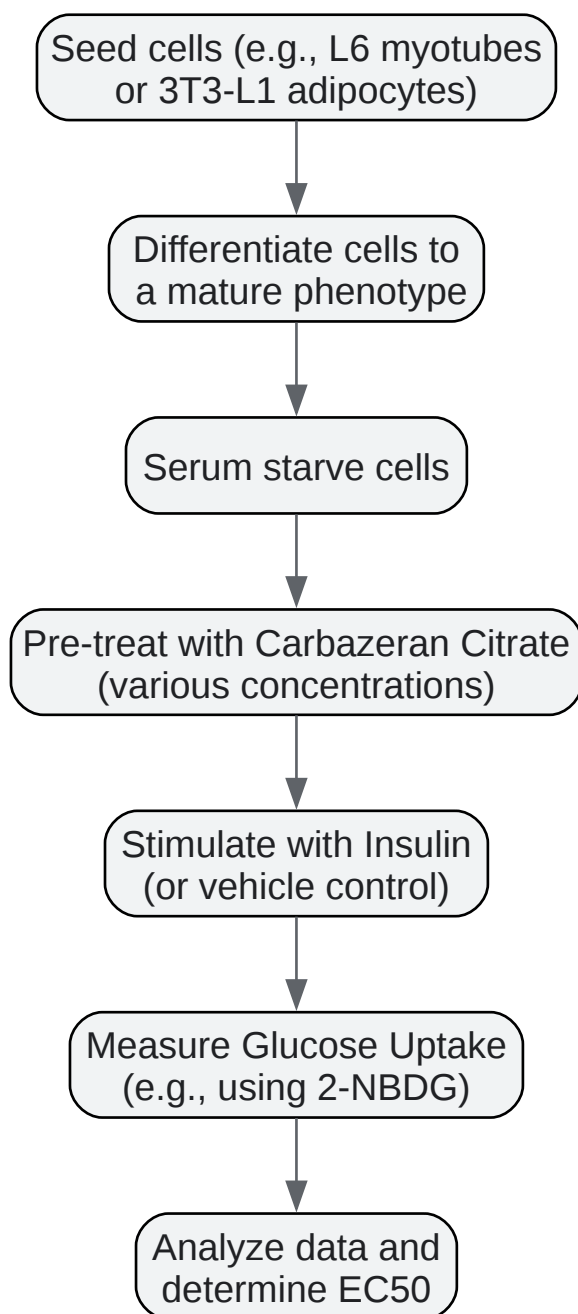 Seed cells (e.g., L6 myotubes
or 3T3-L1 adipocytes)
Differentiate cells to
a mature phenotype
Serum starve cells
Pre-treat with Carbazeran Citrate
(various concentrations)
Stimulate with Insulin
(or vehicle control)
Measure Glucose Uptake
(e.g., using 2-NBDG)
Analyze data and
determine EC50